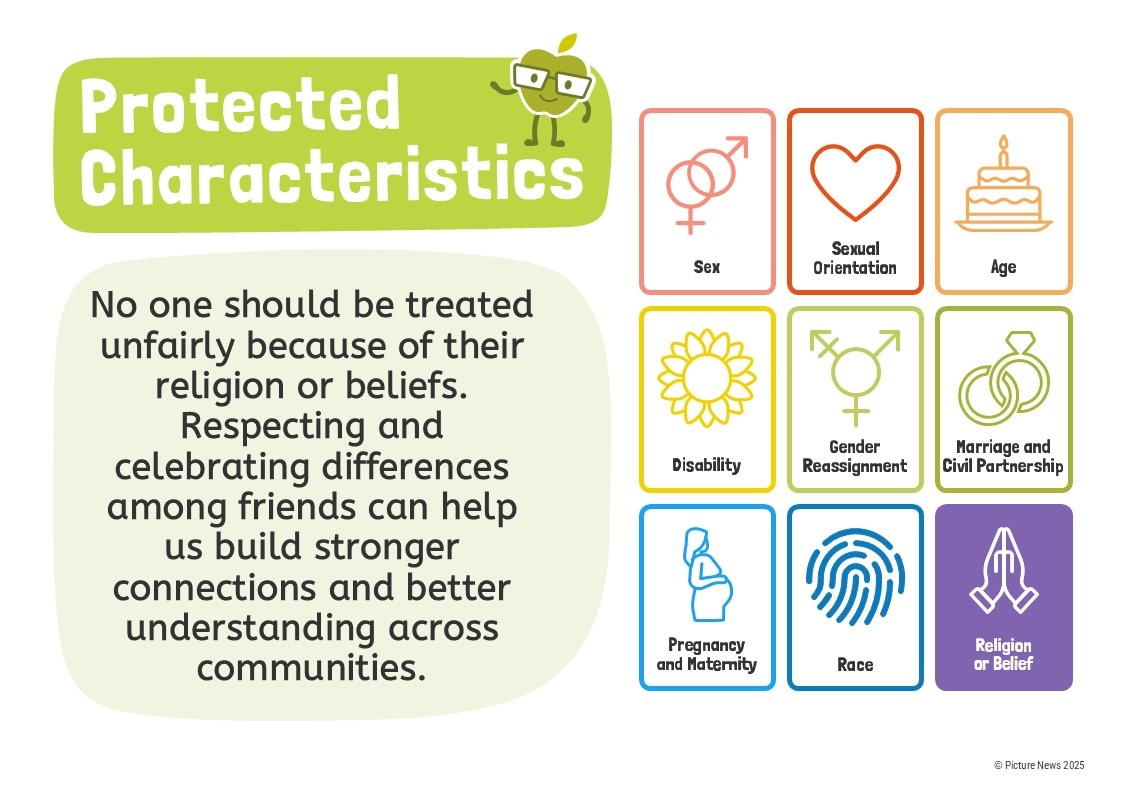 Protected
Characteristics
No one should be treated
unfairly because of their
religion or beliefs.
Respecting and
celebrating differences
among friends can help
us build stronger
connections and better
understanding across
communities.
Sex
Sexual
Orientation
Age
Disability
Gender
Reassignment
Marriage and
Civil Partnership
Pregnancy
and Maternity
Race
Religion
or Belief
© Picture News 2025